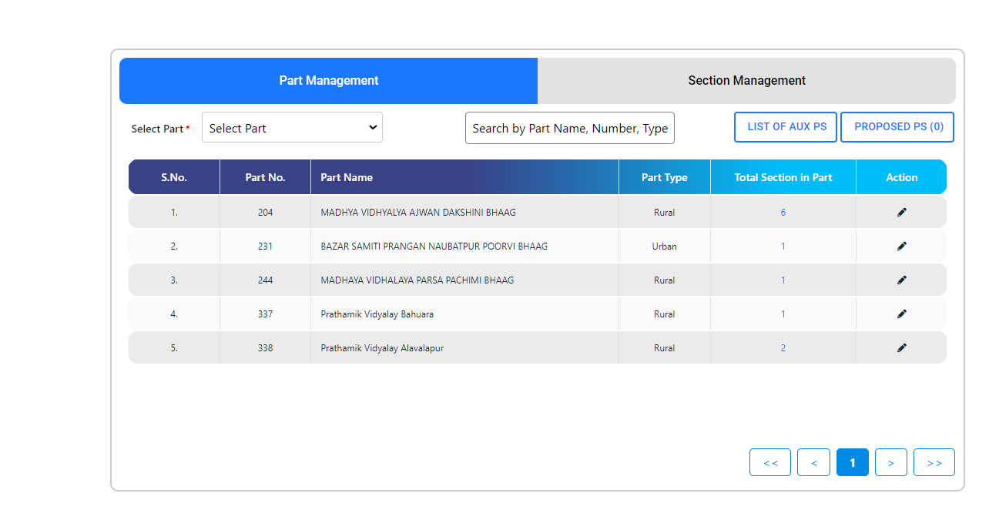 Part Management Section Management
Select Part * Select Part Search by Part Name, Number, Type LIST OF AUX PS PROPOSED PS (0)
S.No. Part No. Part Name Part Type Total Section in Part Action
1. 204 MADHYA VIDHYALYA AJWAN DAKSHINI BHAAG Rural 6
2. 231 BAZAR SAMITI PRANGAN NAUBATPUR POORVI BHAAG Urban 1
3. 244 MADHAYA VIDHALAYA PARSA PACHIMI BHAAG Rural 1
4. 337 Prathamik Vidyalay Bahuara Rural 1
5. 338 Prathamik Vidyalay Alavalapur Rural 2
<< < 1 > >>